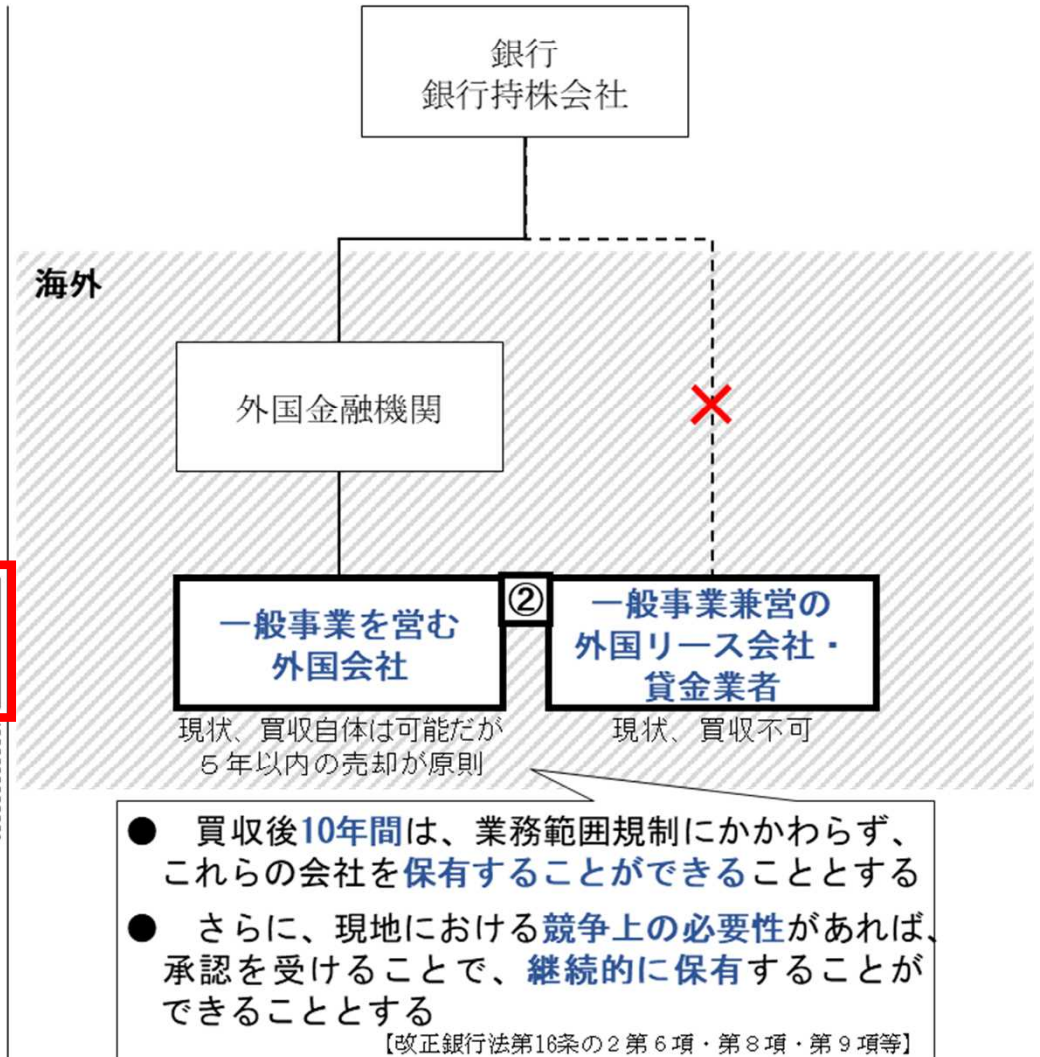 銀行
銀行持株会社
海外
外国金融機関
②
一般事業を営む
外国会社
一般事業兼営の
外国リース会社・
貸金業者
現状、買収自体は可能だが
５年以内の売却が原則
現状、買収不可
● 買収後10年間は、業務範囲規制にかかわらず、
これらの会社を保有することができることとする
● さらに、現地における競争上の必要性があれば、
承認を受けることで、継続的に保有することが
できることとする
【改正銀行法第16条の２第６項・第８項・第９項等】